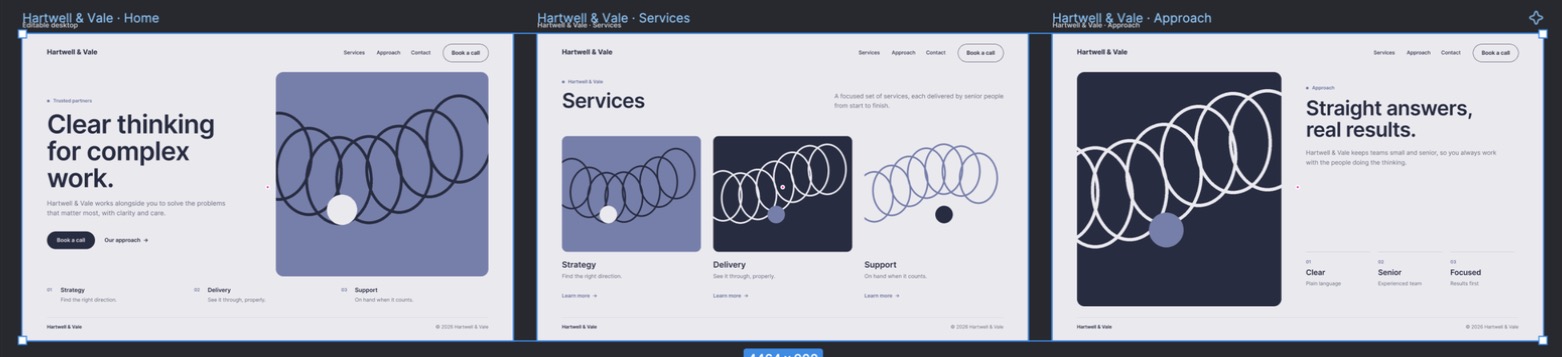 Hartwell & Vale · Home
Editable desktop
Hartwell & Vale
Services
Approach
Contact
Book a call
Trusted partners
Clear thinking
for complex
work.
Hartwell & Vale works alongside you to solve the problems
that matter most, with clarity and care.
Book a call
Our approach →
01
Strategy
Find the right direction.
02
Delivery
See it through, properly.
03
Support
On hand when it counts.
Hartwell & Vale
© 2026 Hartwell & Vale
Hartwell & Vale · Services
Hartwell & Vale · Services
Hartwell & Vale
Services
Approach
Contact
Book a call
Hartwell & Vale
Services
A focused set of services, each delivered by senior people
from start to finish.
Strategy
Find the right direction.
Learn more →
Delivery
See it through, properly.
Learn more →
Support
On hand when it counts.
Learn more →
Hartwell & Vale
© 2026 Hartwell & Vale
Hartwell & Vale · Approach
Hartwell & Vale · Approach
Hartwell & Vale
Services
Approach
Contact
Book a call
Approach
Straight answers,
real results.
Hartwell & Vale keeps teams small and senior, so you always work
with the people doing the thinking.
01
Clear
Plain language
02
Senior
Experienced team
03
Focused
Results first
Hartwell & Vale
© 2026 Hartwell & Vale